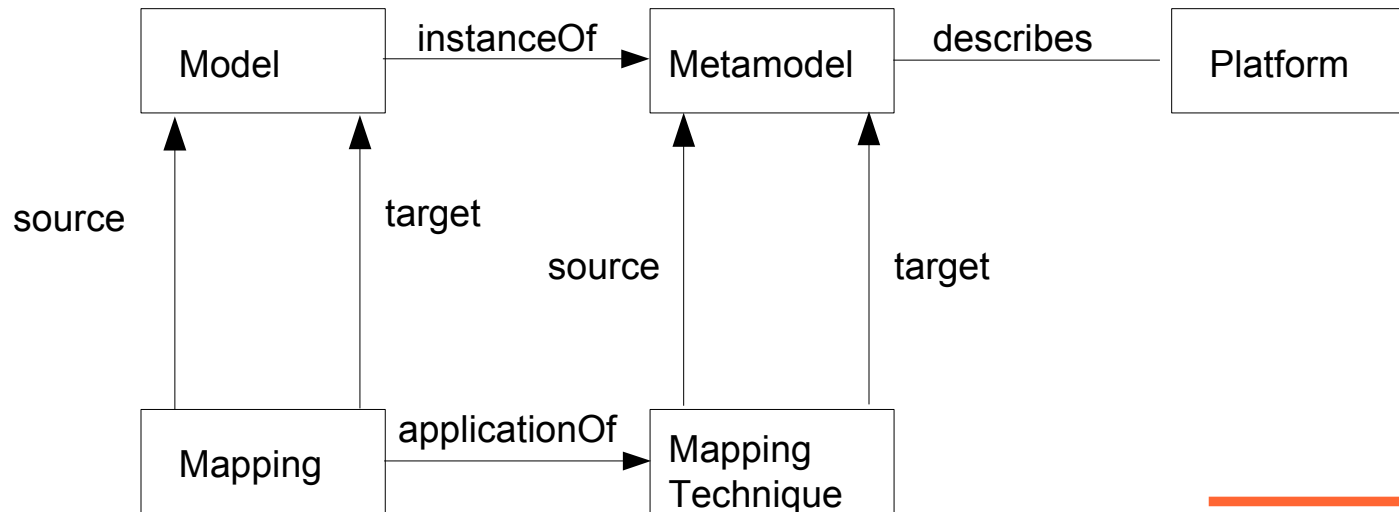 instanceOf
describes
Model
Metamodel
Platform
source
target
source
target
applicationOf
Mapping
Mapping
Technique